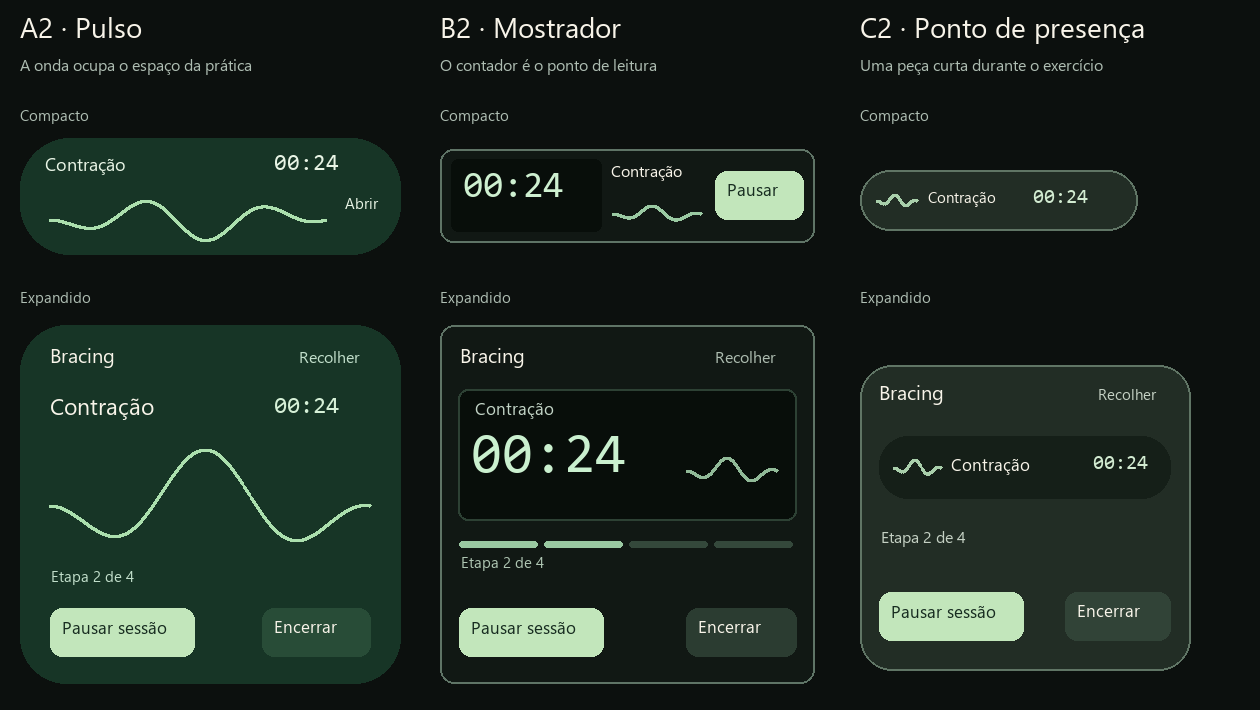 A2 · Pulso
A onda ocupa o espaço da prática
Compacto
Contração
00:24
Abrir
Expandido
Bracing
Recolher
Contração
00:24
Etapa 2 de 4
Pausar sessão
Encerrar
B2 · Mostrador
O contador é o ponto de leitura
Compacto
00:24
Contração
Pausar
Expandido
Bracing
Recolher
Contração
00:24
Etapa 2 de 4
Pausar sessão
Encerrar
C2 · Ponto de presença
Uma peça curta durante o exercício
Compacto
Contração
00:24
Expandido
Bracing
Recolher
Contração
00:24
Etapa 2 de 4
Pausar sessão
Encerrar